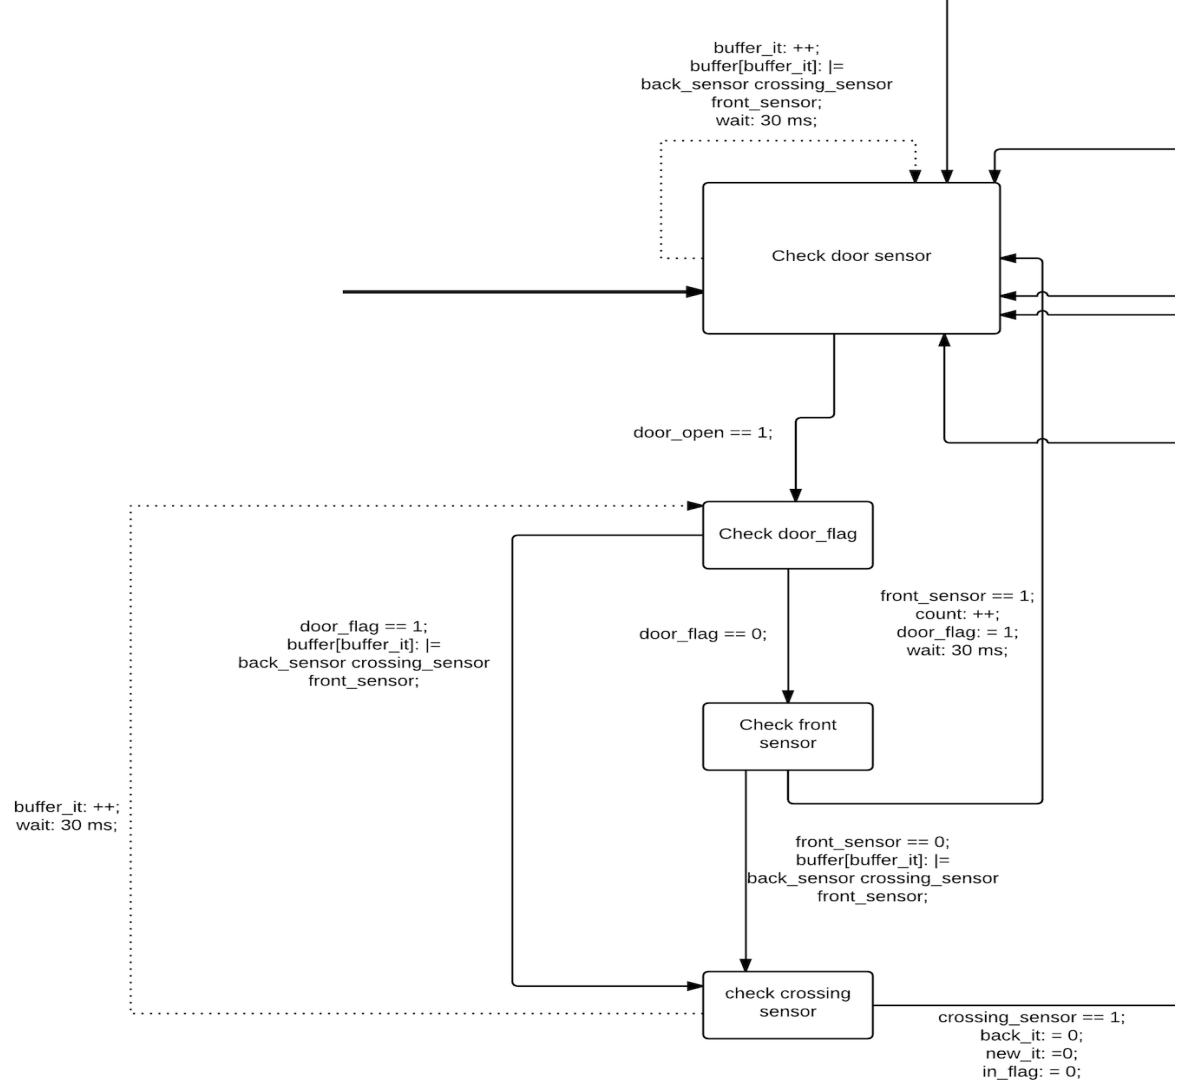 buffer_it: ++;
buffer[buffer_it]: |=
back_sensor crossing_sensor
front_sensor;
wait: 30 ms;
Check door sensor
door_open == 1;
Check door_flag
front_sensor == 1;
count: ++;
door_flag: = 1;
wait: 30 ms;
door_flag == 1;
buffer[buffer_it]: |=
back_sensor crossing_sensor
front_sensor;
door_flag == 0;
Check front
sensor
buffer_it: ++;
wait: 30 ms;
front_sensor == 0;
buffer[buffer_it]: |=
back_sensor crossing_sensor
front_sensor;
check crossing
sensor
crossing_sensor == 1;
back_it: = 0;
new_it: =0;
in_flag: = 0;